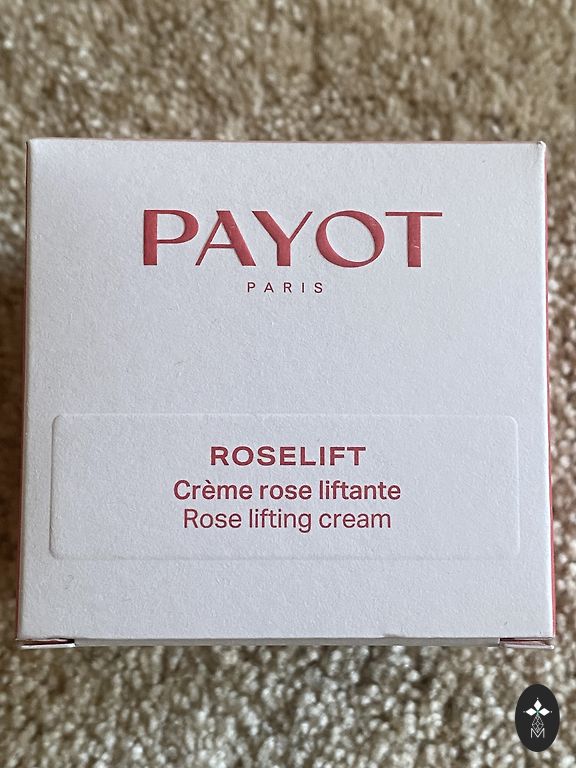 PAYOT
PARIS
ROSELIFT
Crème rose liftante
Rose lifting cream